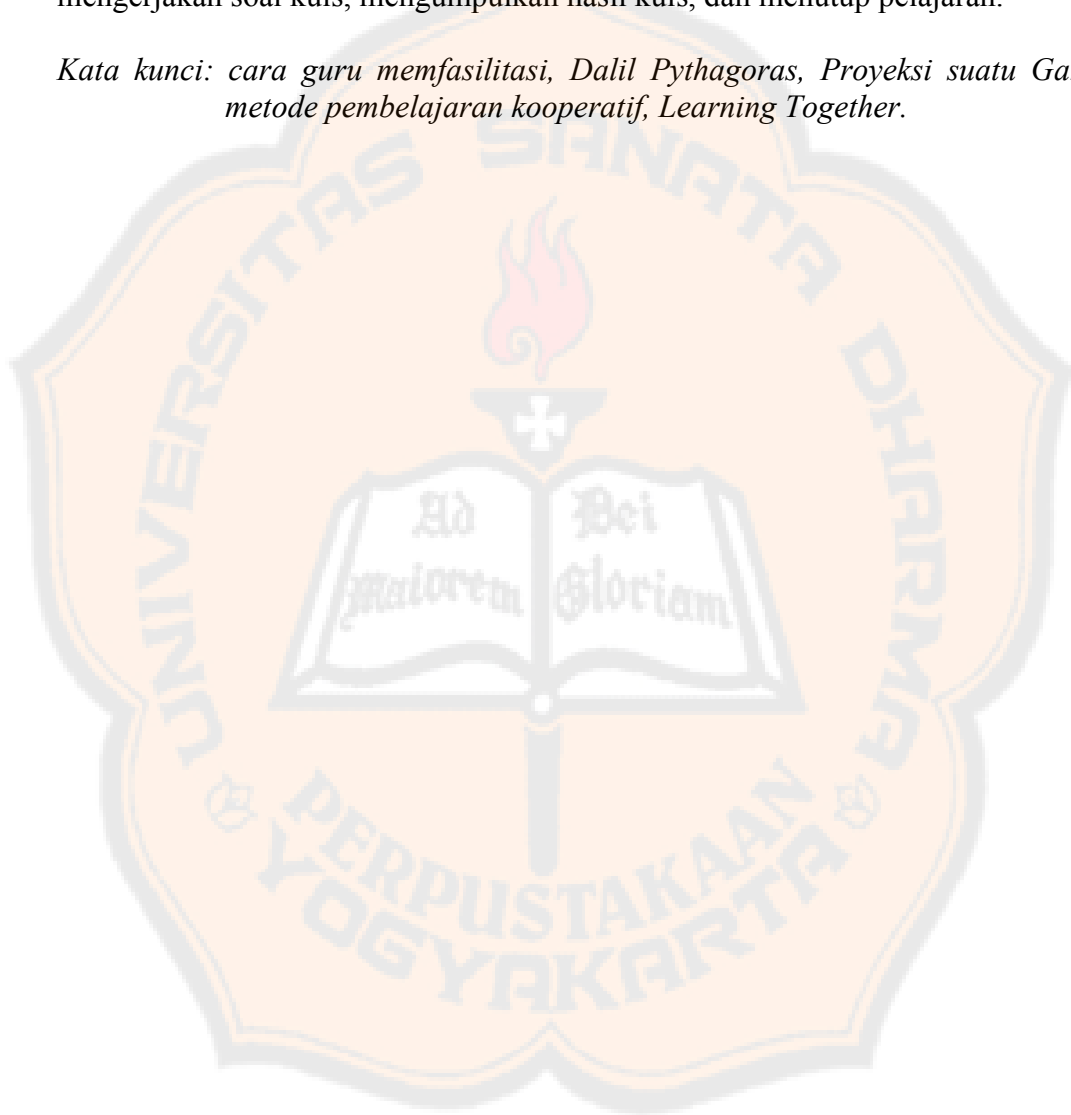 mengerjakan soal kuis, mengumpulkan hasil kuis, dan menutup pelajaran.
Kata kunci: cara guru memfasilitasi, Dalil Pythagoras, Proyeksi suatu Ga
metode pembelajaran kooperatif, Learning Together.
UNIVERSITAS SANATA DHARMA
Ad Dei
Maiorem Gloriam
PERPUSTAKAAN
YOGYAKARTA